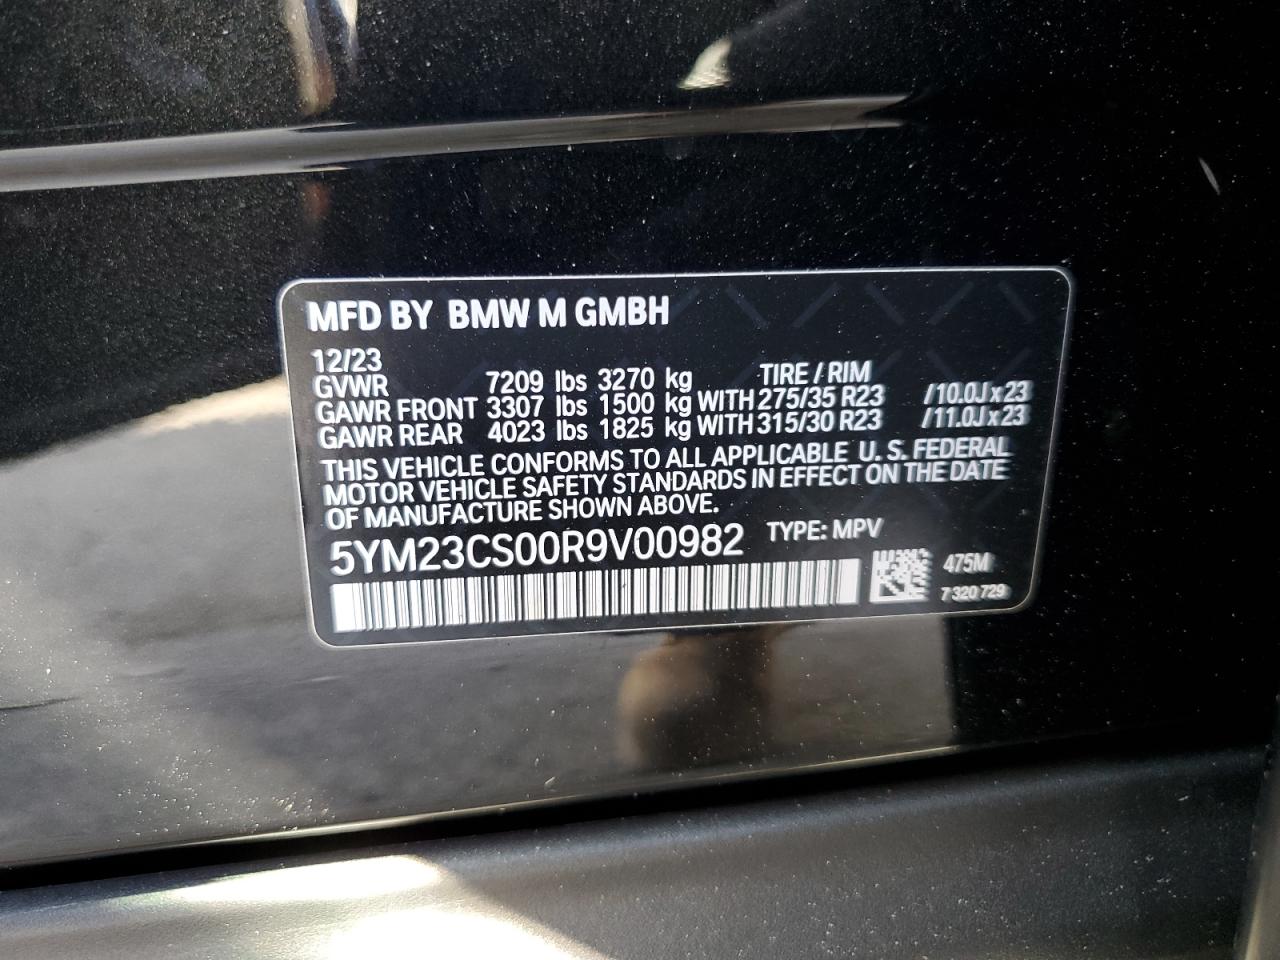 MFD BY BMW M GMBH
12/23
GVWR 7209 lbs 3270 kg TIRE / RIM
GAWR FRONT 3307 lbs 1500 kg WITH 275/35 R23 /10.0J x 23
GAWR REAR 4023 lbs 1825 kg WITH 315/30 R23 /11.0J x 23
THIS VEHICLE CONFORMS TO ALL APPLICABLE U. S. FEDERAL
MOTOR VEHICLE SAFETY STANDARDS IN EFFECT ON THE DATE
OF MANUFACTURE SHOWN ABOVE.
5YM23CS00R9V00982 TYPE: MPV
475M
7 320 729